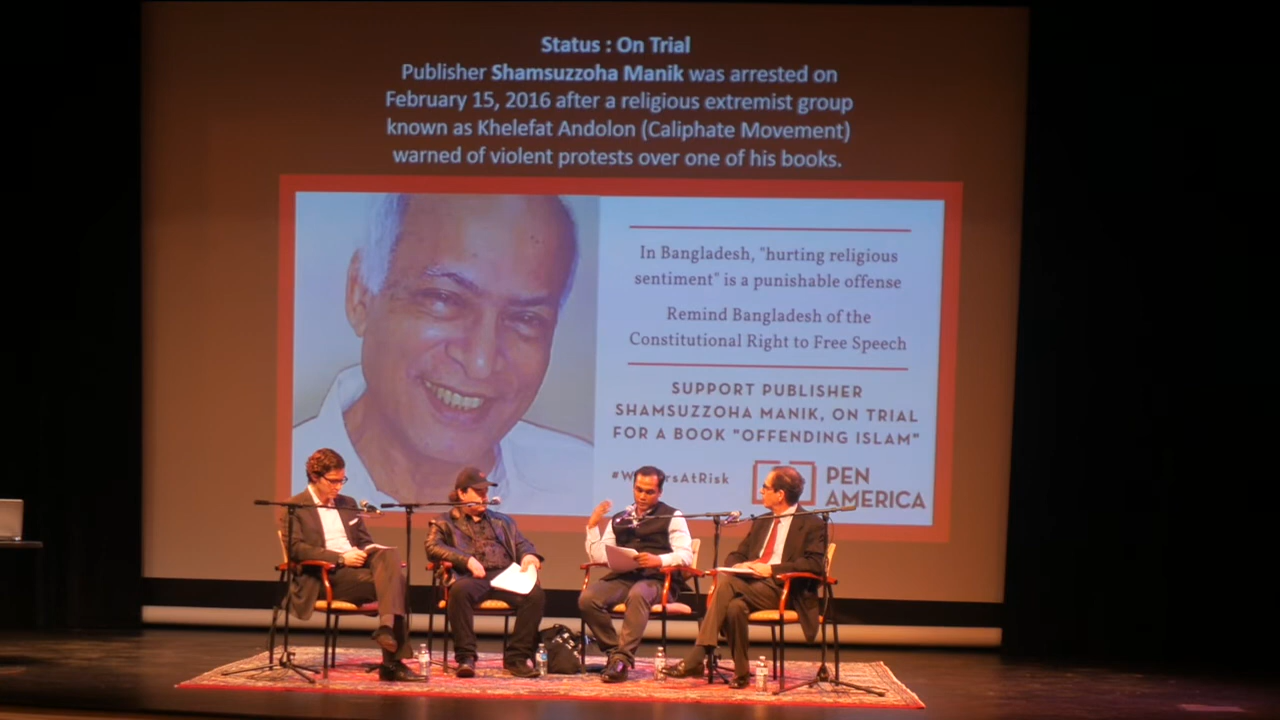 Status : On Trial
Publisher Shamsuzzoha Manik was arrested on
February 15, 2016 after a religious extremist group
known as Khelefat Andolon (Caliphate Movement)
warned of violent protests over one of his books.
In Bangladesh, "hurting religious
sentiment" is a punishable offense
Remind Bangladesh of the
Constitutional Right to Free Speech
SUPPORT PUBLISHER
SHAMSUZZOHA MANIK, ON TRIAL
FOR A BOOK "OFFENDING ISLAM"
PEN
AMERICA